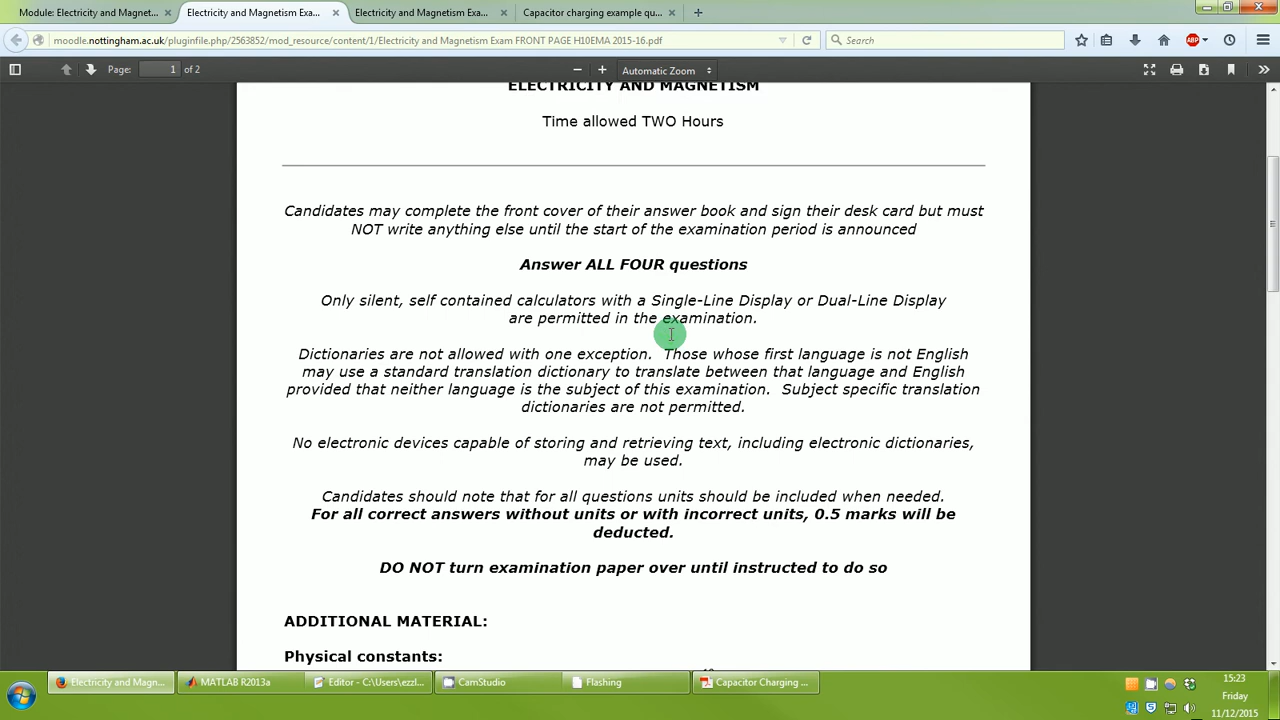 Module: Electricity and Magnet...
Electricity and Magnetism Exa...
Electricity and Magnetism Exa...
Capacitor charging example qu...
moodle.nottingham.ac.uk/pluginfile.php/2563852/mod_resource/content/1/Electricity and Magnetism Exam FRONT PAGE H10EMA 2015-16.pdf
Search
ABP
Page: 1 of 2
Automatic Zoom
ELECTRICITY AND MAGNETISM
Time allowed TWO Hours
Candidates may complete the front cover of their answer book and sign their desk card but must
NOT write anything else until the start of the examination period is announced
Answer ALL FOUR questions
Only silent, self contained calculators with a Single-Line Display or Dual-Line Display
are permitted in the examination.
Dictionaries are not allowed with one exception. Those whose first language is not English
may use a standard translation dictionary to translate between that language and English
provided that neither language is the subject of this examination. Subject specific translation
dictionaries are not permitted.
No electronic devices capable of storing and retrieving text, including electronic dictionaries,
may be used.
Candidates should note that for all questions units should be included when needed.
For all correct answers without units or with incorrect units, 0.5 marks will be
deducted.
DO NOT turn examination paper over until instructed to do so
ADDITIONAL MATERIAL:
Physical constants:
Electricity and Magn...
MATLAB R2013a
Editor - C:\Users\ezzl...
CamStudio
Flashing
Capacitor Charging ...
15:23
Friday
11/12/2015